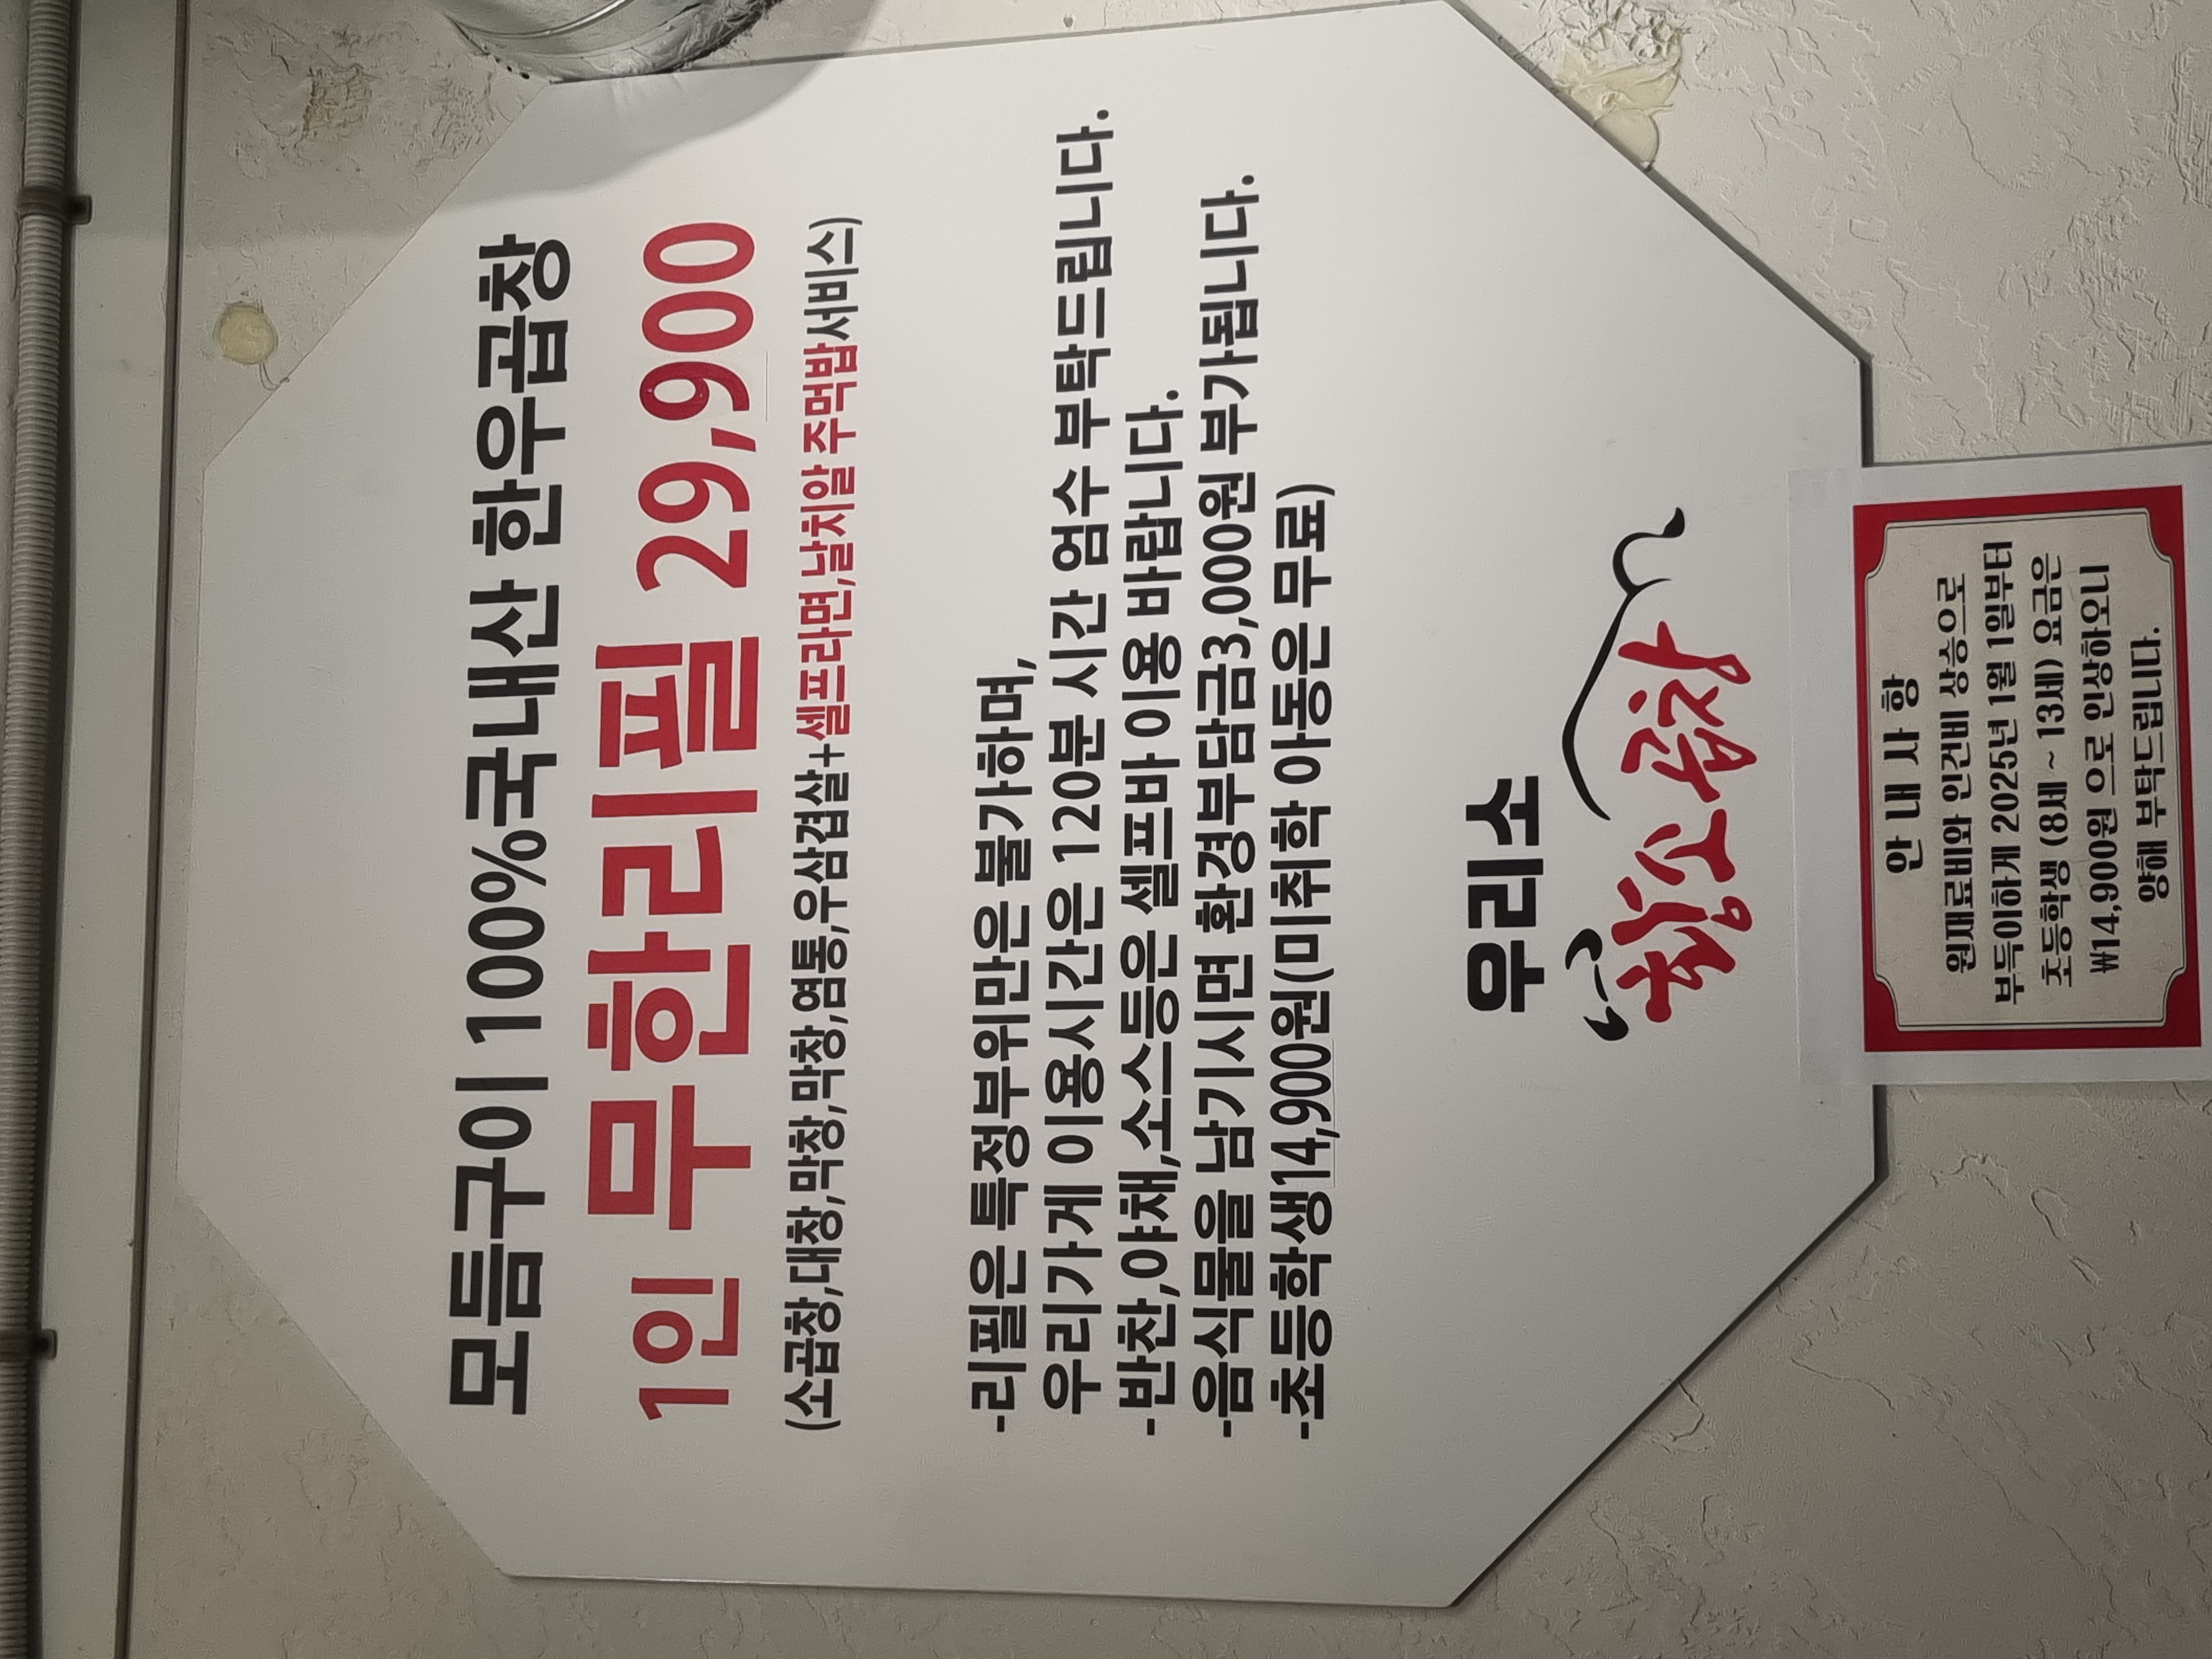 모듬구이 100%국내산 한우곱창
1인 무한리필 29,900
(소곱창,대창,막창,막창,염통,우삼겹살+셀프라면,날치알 주먹밥 서비스)
-리필은 특정부위만은 불가하며,
우리가게 이용시간은 120분 시간 엄수 부탁드립니다.
-반찬,야채,소스등은 셀프바 이용 바랍니다.
-음식물을 남기시면 환경부담금3,000원 부가됩니다.
-초등학생14,900원(미취학 아동은 무료)
우리소
황소곱창
안 내 사 항
원재료비와 인건비 상승으로
부득이하게 2025년 1월 1일부터
초등학생 (8세 ~ 13세) 요금은
₩14,900원 으로 인상하오니
양해 부탁드립니다.